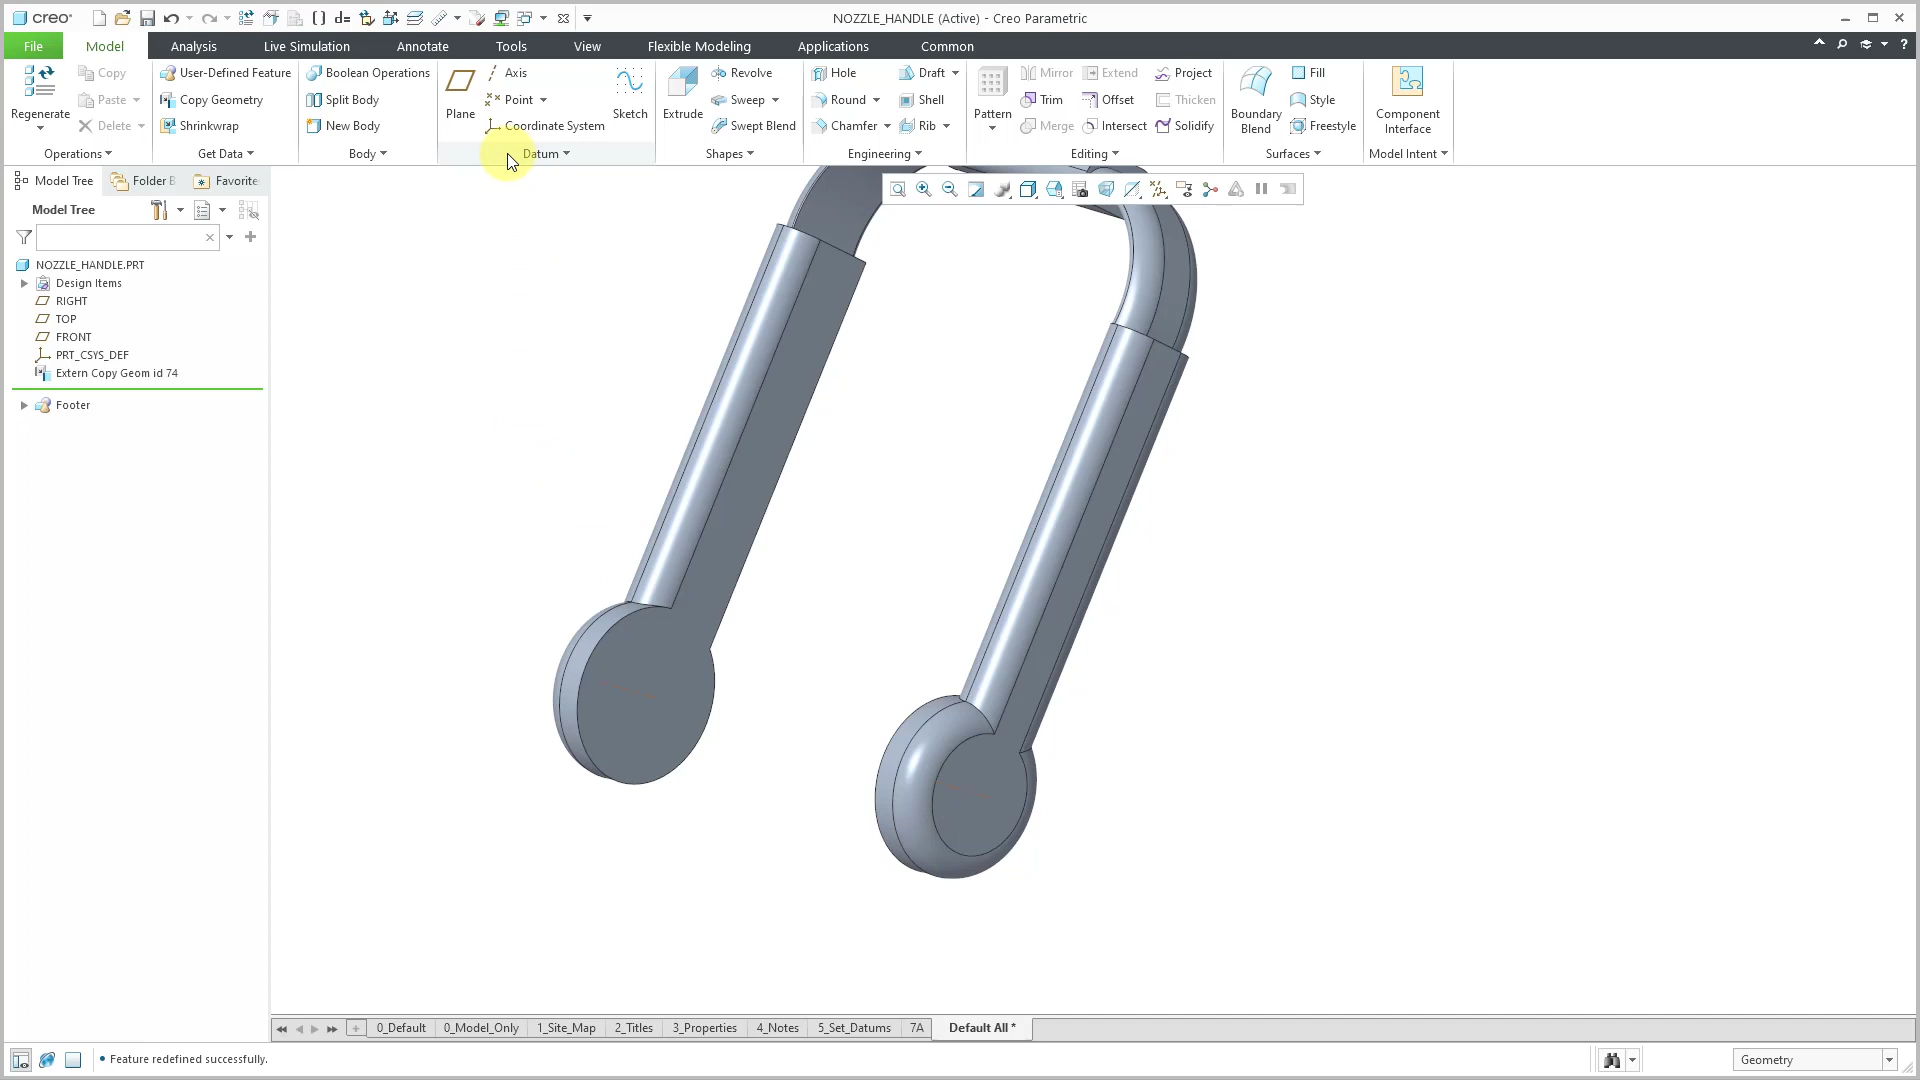 creo
d=
NOZZLE_HANDLE (Active) - Creo Parametric
File Model Analysis Live Simulation Annotate Tools View Flexible Modeling Applications Common
Regenerate
Copy
Paste
Delete
Operations
User-Defined Feature
Copy Geometry
Shrinkwrap
Get Data
Boolean Operations
Split Body
New Body
Body
Plane
Axis
Point
Coordinate System
Sketch
Datum
Extrude
Revolve
Sweep
Swept Blend
Shapes
Hole
Round
Chamfer
Draft
Shell
Rib
Engineering
Pattern
Mirror
Trim
Merge
Extend
Offset
Intersect
Project
Thicken
Solidify
Editing
Boundary
Blend
Fill
Style
Freestyle
Surfaces
Component
Interface
Model Intent
Model Tree
Folder B
Favorite
Model Tree
NOZZLE_HANDLE.PRT
Design Items
RIGHT
TOP
FRONT
PRT_CSYS_DEF
Extern Copy Geom id 74
Footer
0_Default 0_Model_Only 1_Site_Map 2_Titles 3_Properties 4_Notes 5_Set_Datums 7A Default All *
• Feature redefined successfully.
Geometry